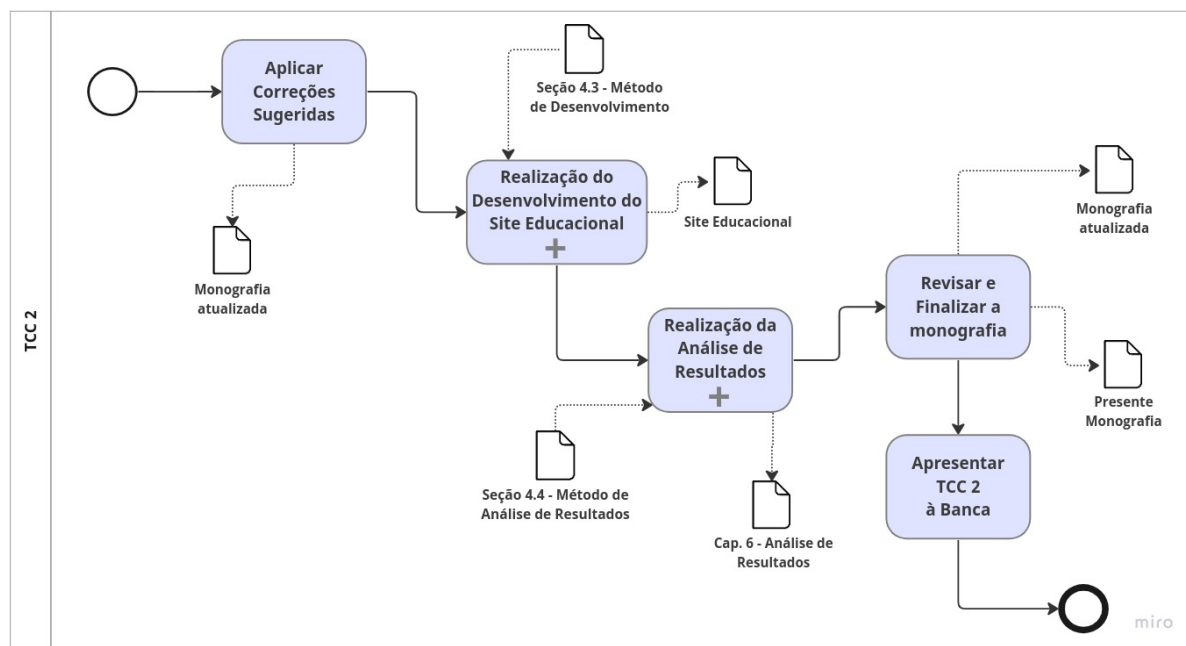 TCC 2
Aplicar
Correções
Sugeridas
Monografia
atualizada
Seção 4.3 - Método
de Desenvolvimento
Realização do
Desenvolvimento do
Site Educacional
Site Educacional
Realização da
Análise de
Resultados
Seção 4.4 - Método de
Análise de Resultados
Cap. 6 - Análise de
Resultados
Revisar e
Finalizar a
monografia
Monografia
atualizada
Presente
Monografia
Apresentar
TCC 2
à Banca
miro